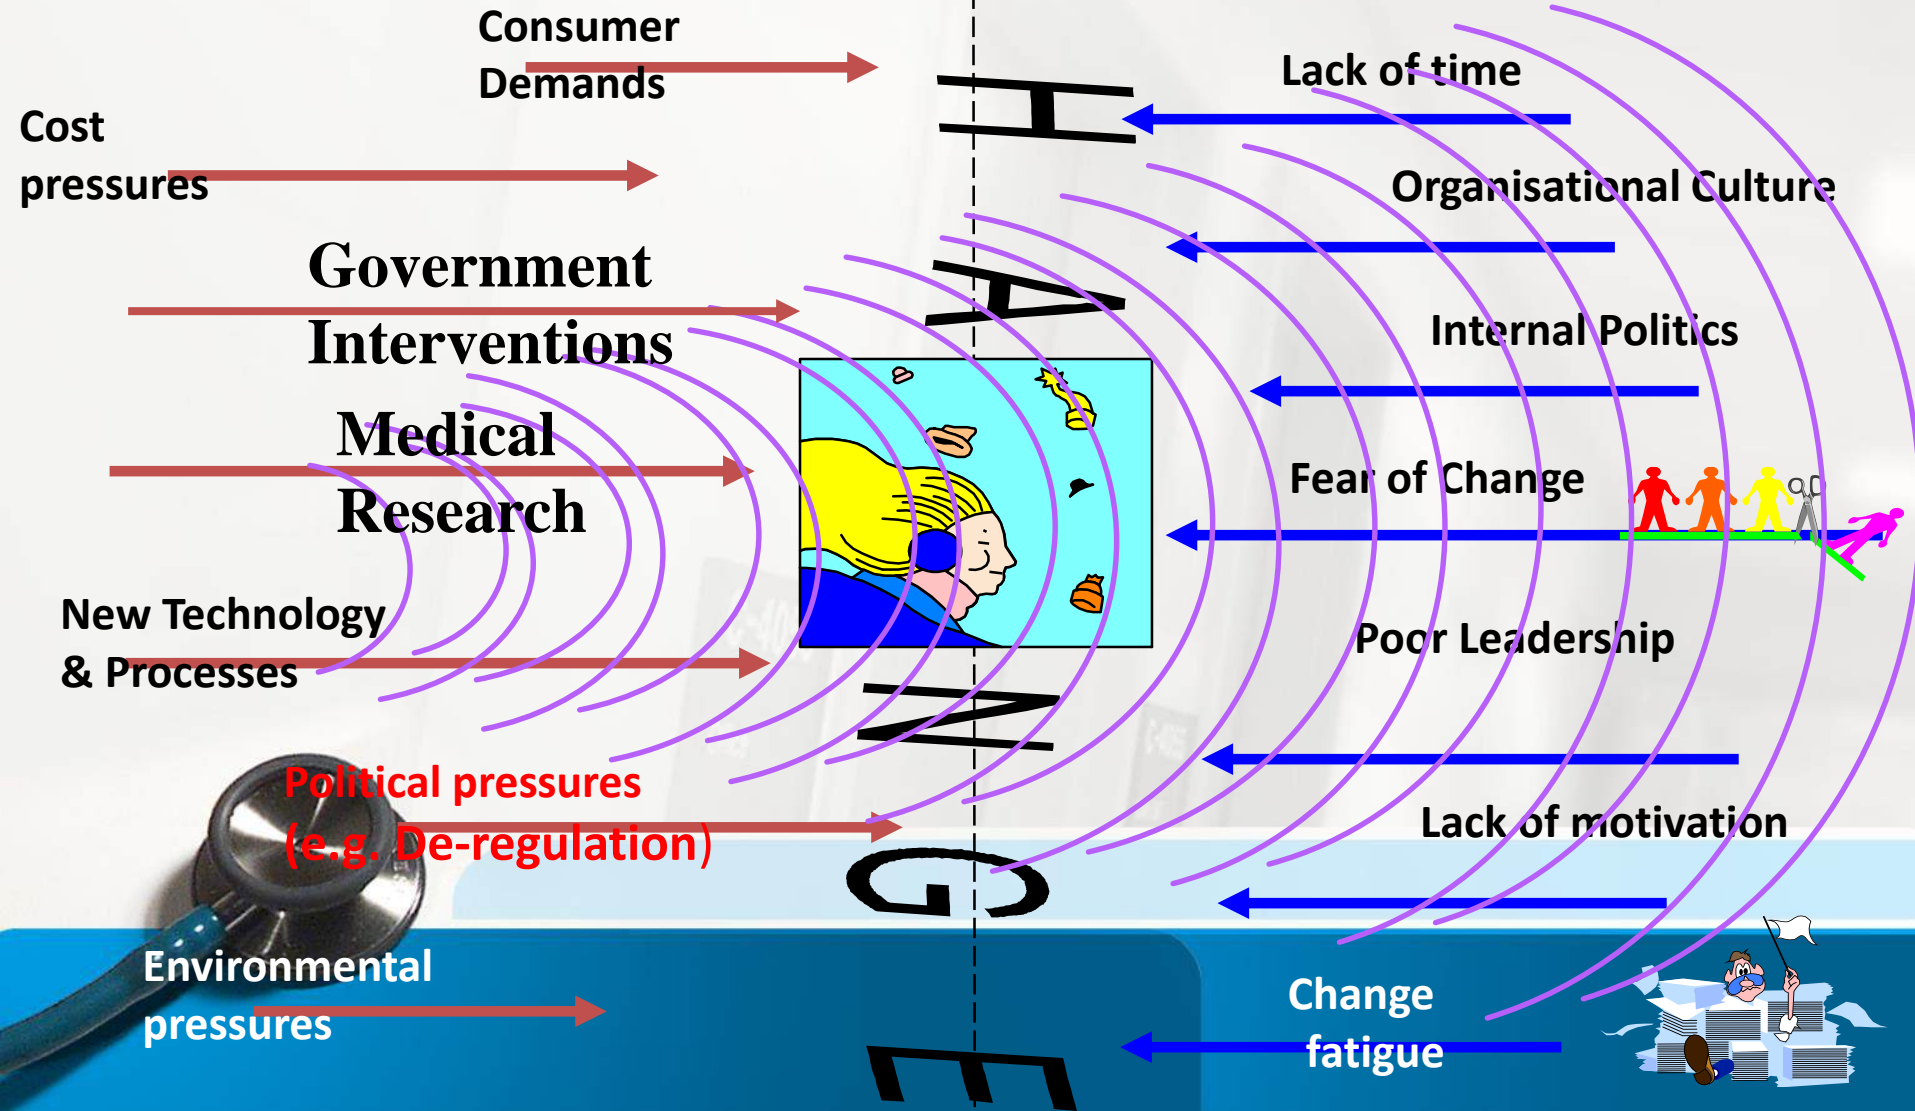 Consumer
Demands
Cost
pressures
Government
Interventions
Medical
Research
New Technology
& Processes
Political pressures
(e.g. De-regulation)
Environmental
pressures
H
A
N
G
E
Lack of time
Organisational Culture
Internal Politics
Fear of Change
Poor Leadership
Lack of motivation
Change
fatigue